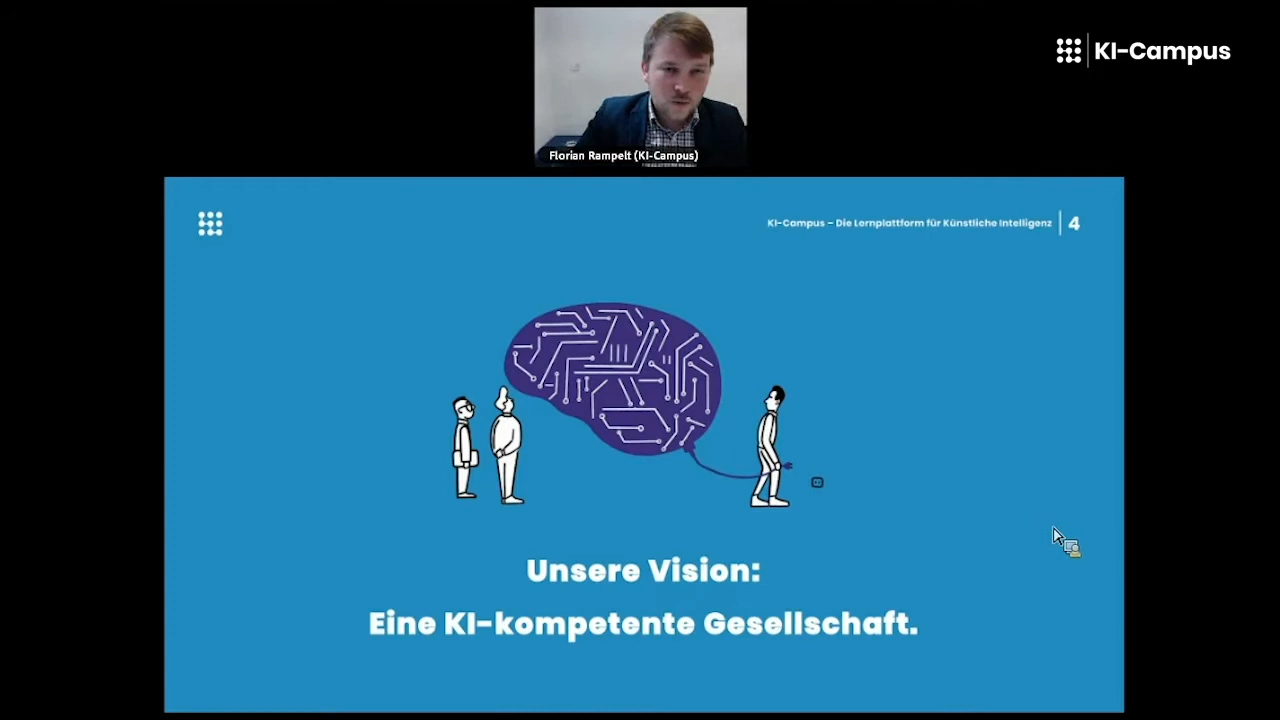 KI-Campus
Florian Rampelt (KI-Campus)
KI-Campus – Die Lernplattform für Künstliche Intelligenz
4
Unsere Vision:
Eine KI-kompetente Gesellschaft.